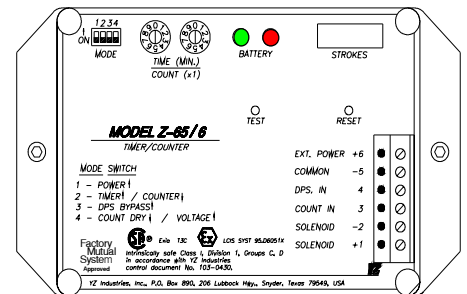 1234
ON
MODE
TIME (MIN.)
COUNT (x1)
BATTERY
STROKES
TEST
RESET
MODEL Z-65/6
TIMER/COUNTER
MODE SWITCH
1 - POWER
2 - TIMER / COUNTER
3 - DPS BYPASS
4 - COUNT DRY / VOLTAGE
EXT. POWER +6
COMMON -5
DPS. IN 4
COUNT IN 3
SOLENOID -2
SOLENOID +1
Factory
Mutual
System
Approved
Exia T3C
LOS SYST 95.D6051X
Intrinsically safe Class I, Division 1, Groups C, D
in accordance with YZ Industries
control document No. 103-0430.
YZ
YZ Industries, Inc., P.O. Box 890, 206 Lubbock Hwy., Snyder, Texas 79549, USA